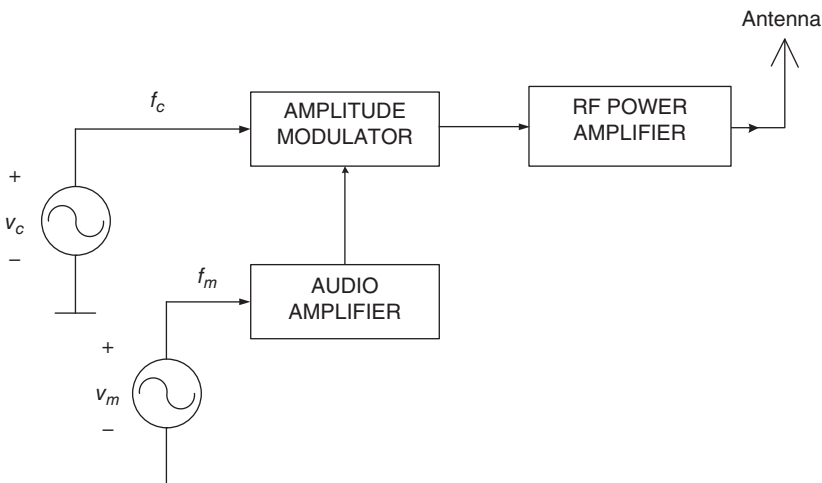 Antenna
f_c
AMPLITUDE
MODULATOR
RF POWER
AMPLIFIER
+
v_c
–
f_m
AUDIO
AMPLIFIER
+
v_m
–